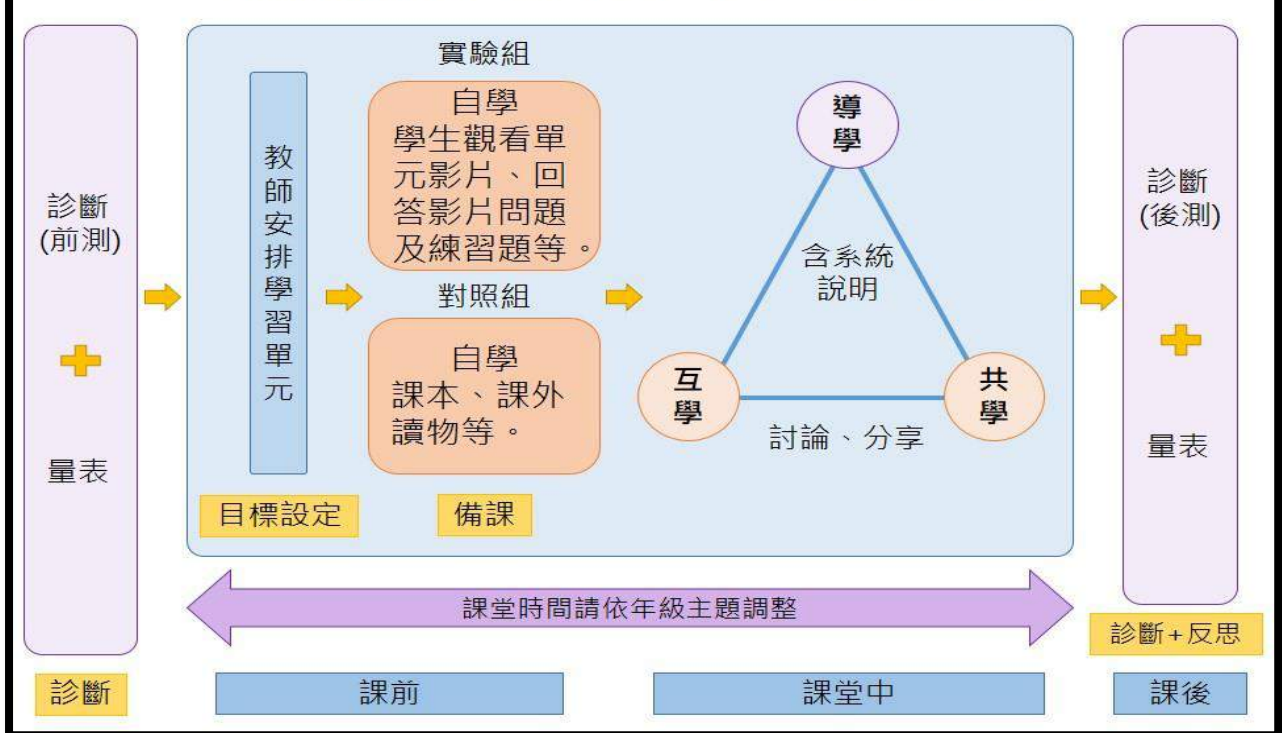 診斷
(前測)
量表
教師安排學習單元
實驗組
自學
學生觀看單
元影片、回
答影片問題
及練習題等。
對照組
自學
課本、課外
讀物等。
目標設定
備課
導
學
含系統
說明
互
學
共
學
討論、分享
診斷
(後測)
量表
課堂時間請依年級主題調整
診斷+反思
診斷
課前
課堂中
課後